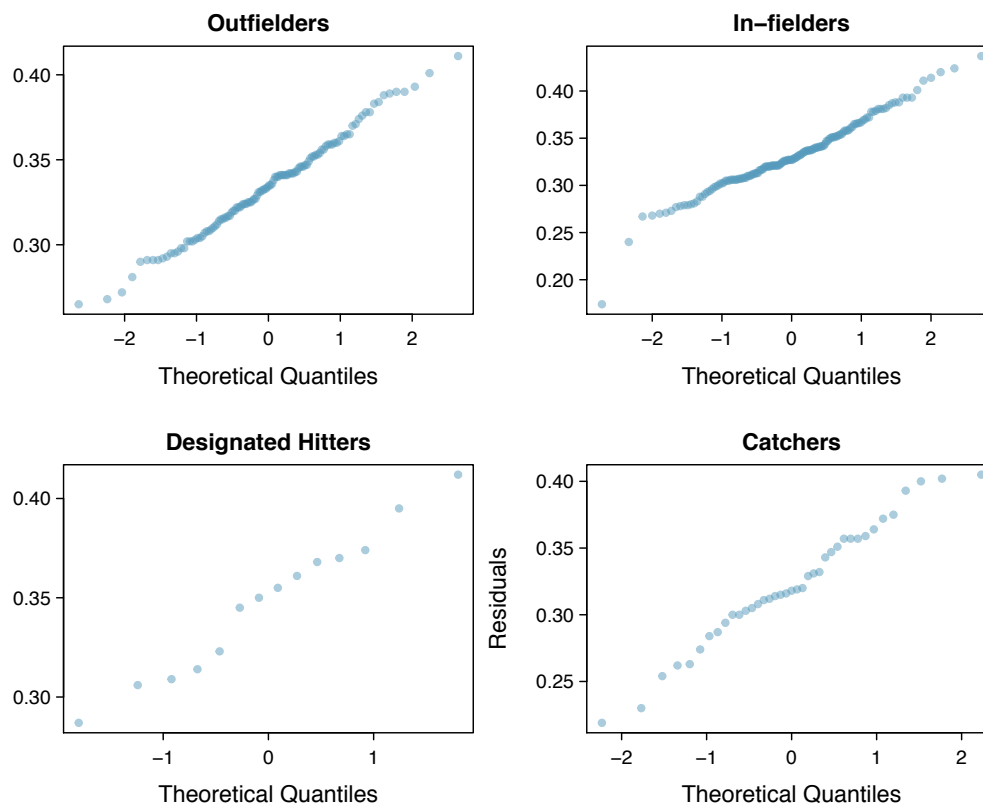 Outfielders
0.40
0.35
0.30
−2 −1 0 1 2
Theoretical Quantiles
In−fielders
0.40
0.35
0.30
0.25
0.20
−2 −1 0 1 2
Theoretical Quantiles
Designated Hitters
0.40
0.35
0.30
−1 0 1
Theoretical Quantiles
Catchers
Residuals
0.40
0.35
0.30
0.25
−2 −1 0 1 2
Theoretical Quantiles